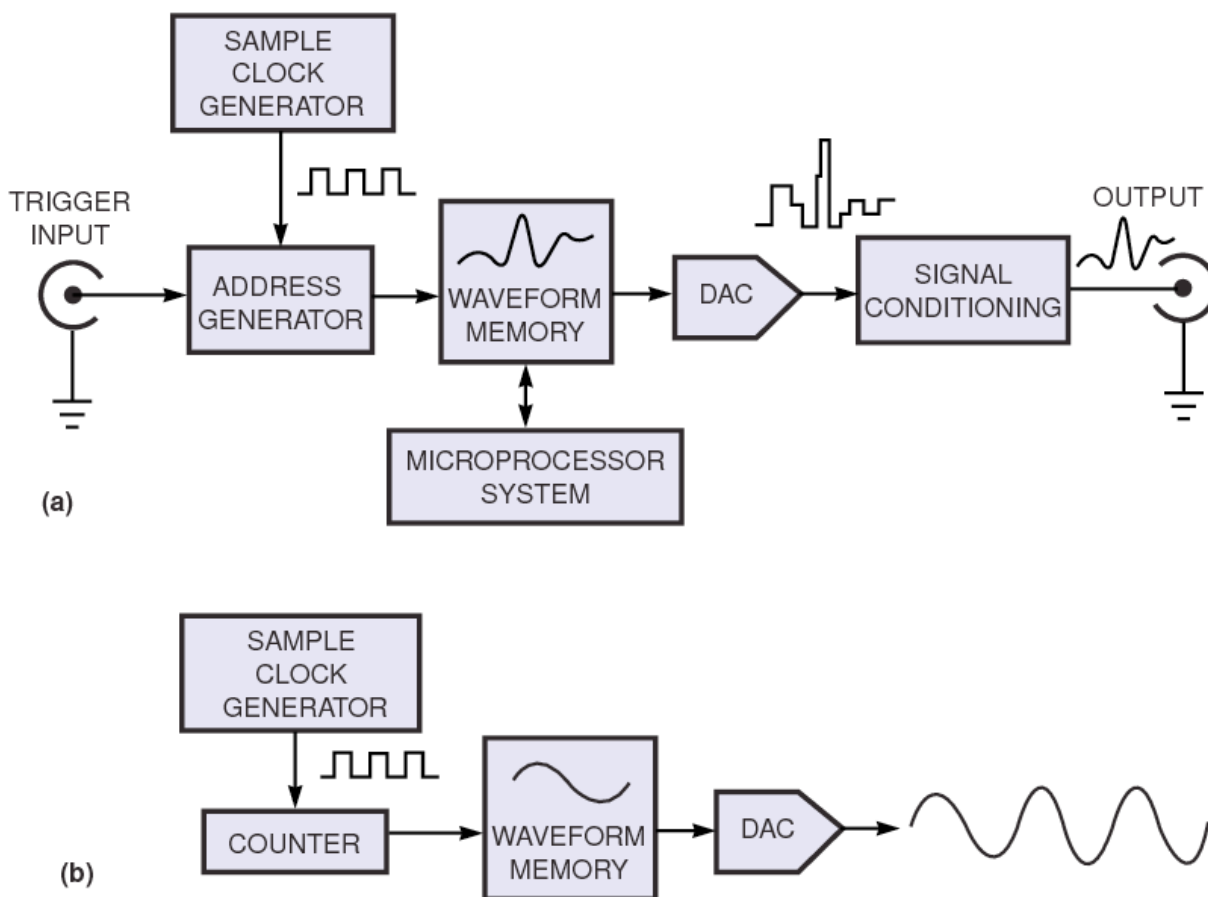 SAMPLE
CLOCK
GENERATOR
TRIGGER
INPUT
ADDRESS
GENERATOR
WAVEFORM
MEMORY
DAC
SIGNAL
CONDITIONING
OUTPUT
MICROPROCESSOR
SYSTEM
(a)
SAMPLE
CLOCK
GENERATOR
COUNTER
WAVEFORM
MEMORY
DAC
(b)